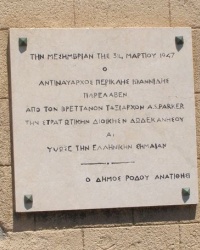 ΤΗΝ ΜΕΣΗΜΒΡΙΑΝ ΤΗΣ 31ης ΜΑΡΤΙΟΥ 1947
Ο
ΑΝΤΙΝΑΥΑΡΧΟΣ ΠΕΡΙΚΛΗΣ ΙΩΑΝΝΙΔΗΣ
ΠΑΡΕΛΑΒΕΝ
ΑΠΟ ΤΟΝ ΒΡΕΤΤΑΝΟΝ ΤΑΞΙΑΡΧΟΝ A.S.PARKER
ΤΗΝ ΣΤΡΑΤΙΩΤΙΚΗΝ ΔΙΟΙΚΗΣΙΝ ΔΩΔΕΚΑΝΗΣΟΥ
ΚΑΙ
ΥΨΩΣΕ ΤΗΝ ΕΛΛΗΝΙΚΗΝ ΣΗΜΑΙΑΝ
Ο ΔΗΜΟΣ ΡΟΔΟΥ ΑΝΑΤΙΘΗΣΙ